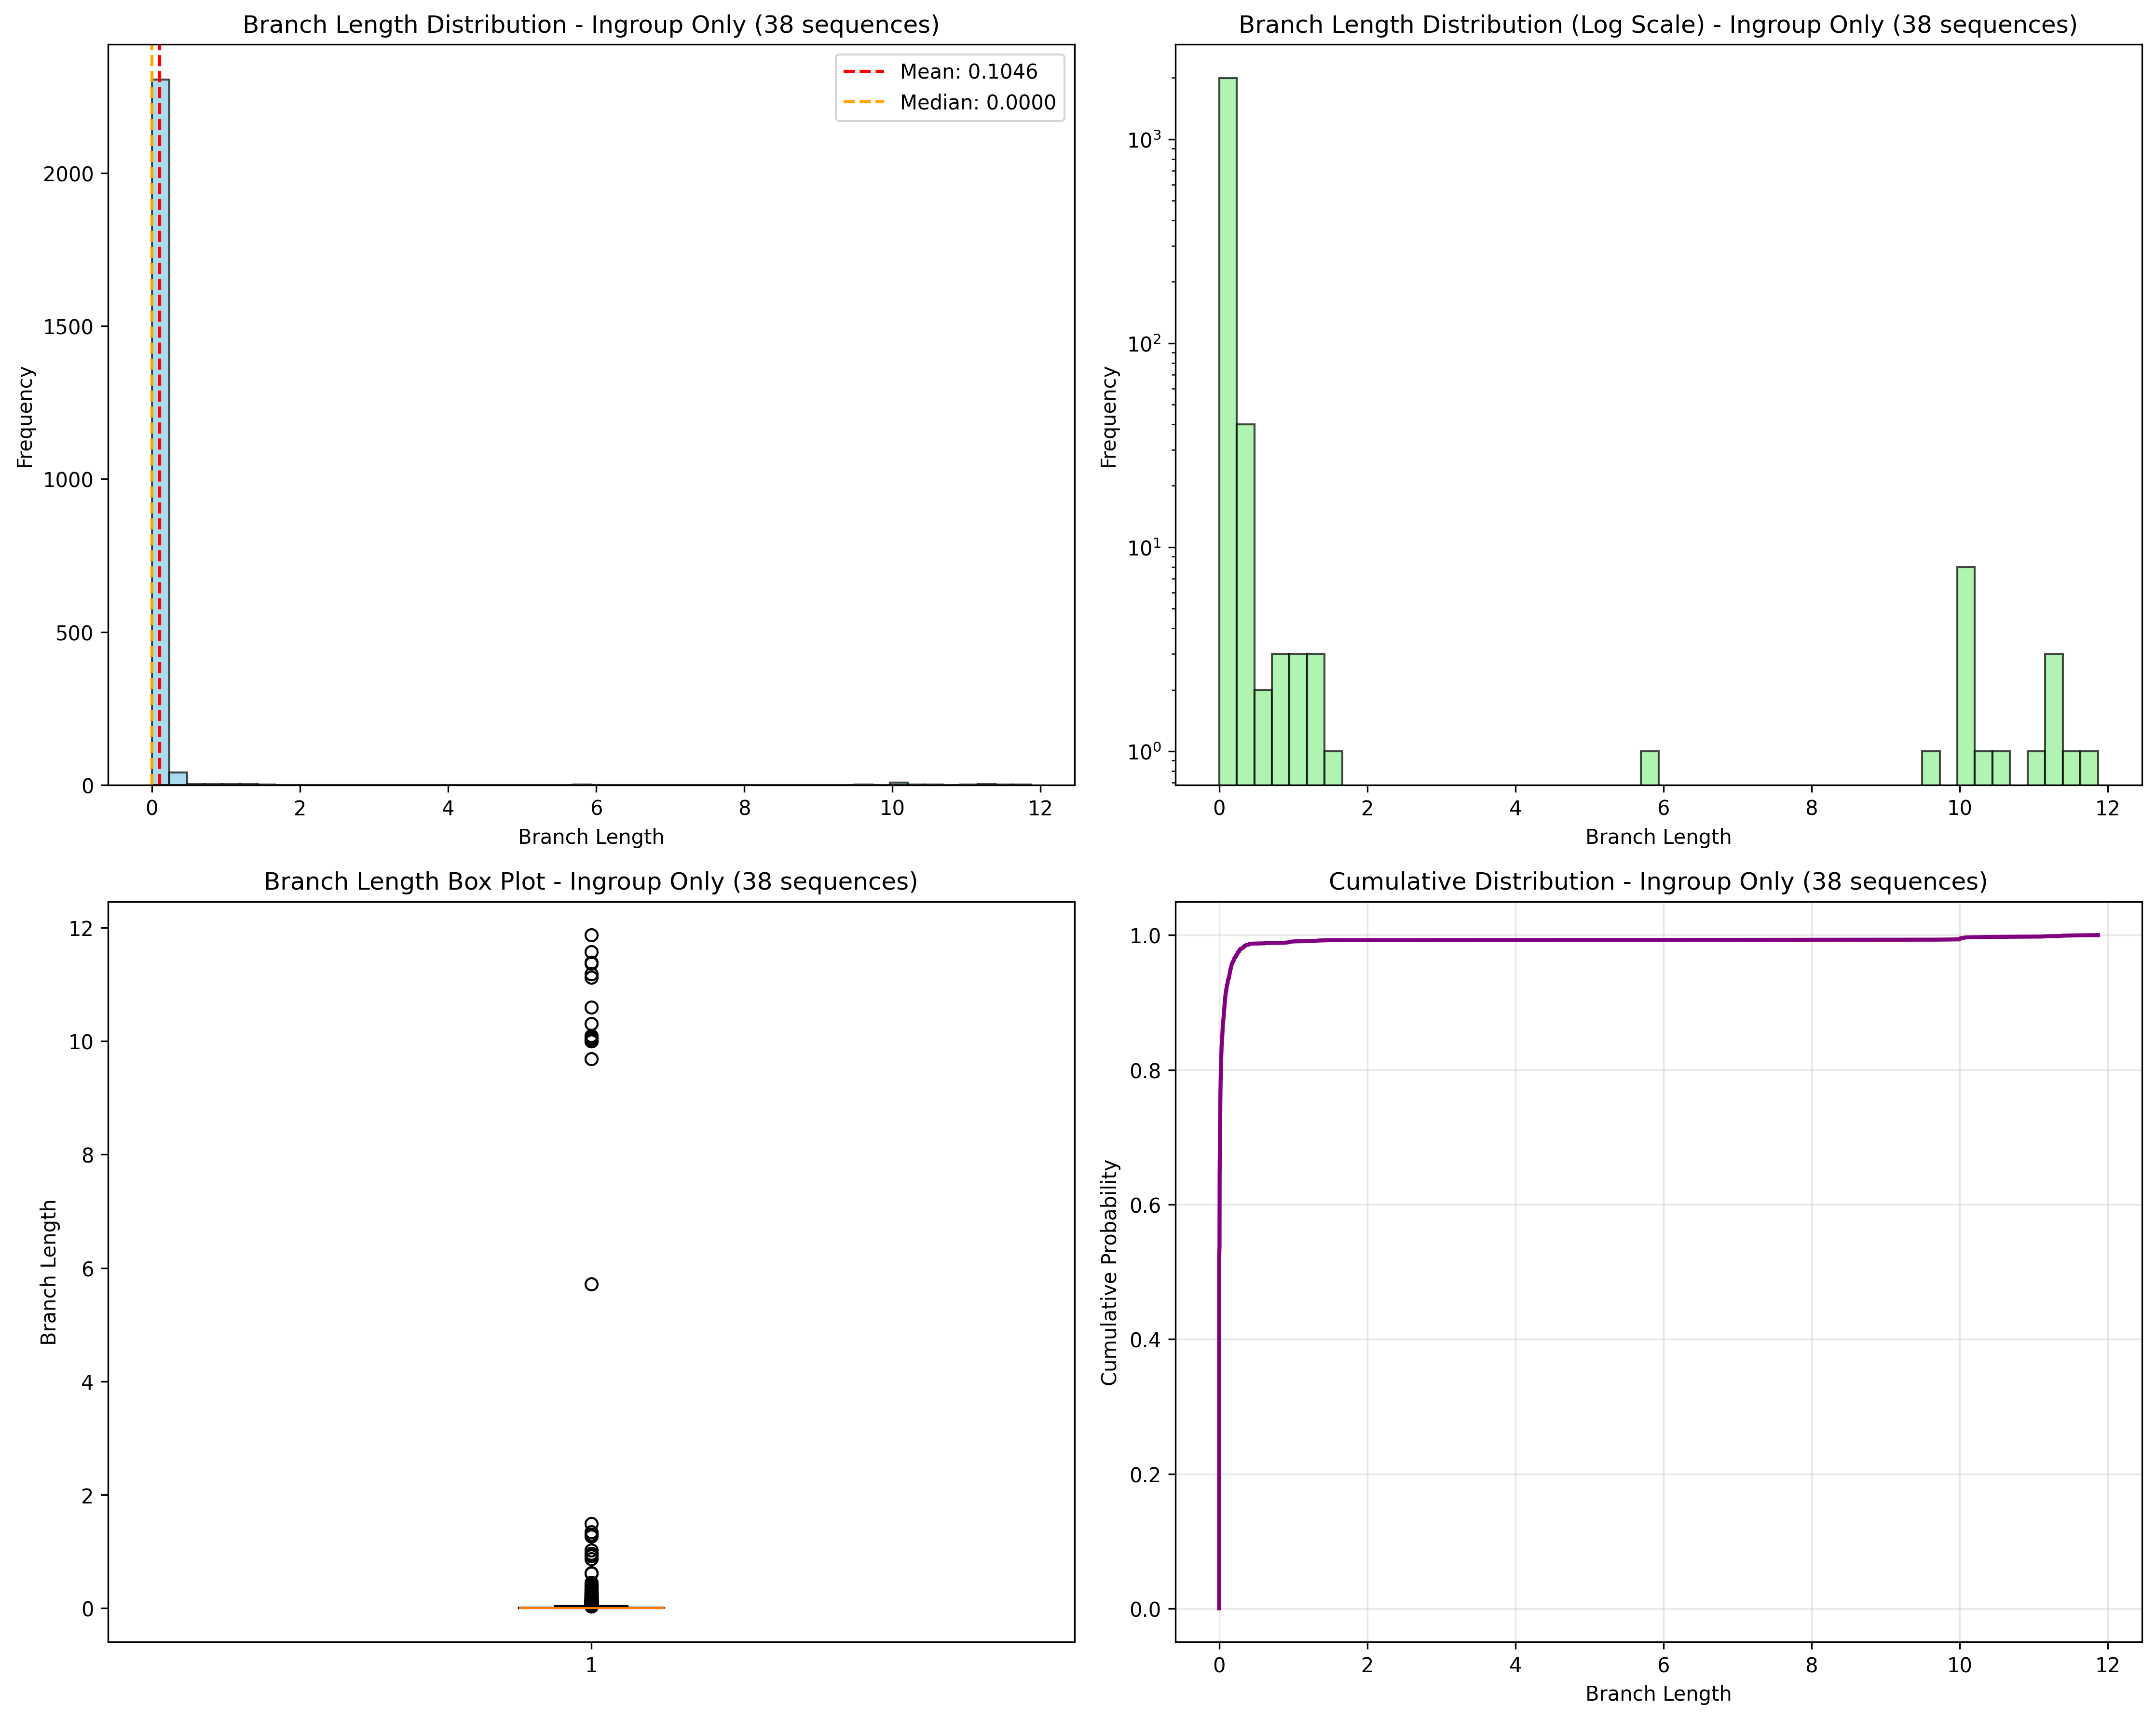 Branch Length Distribution - Ingroup Only (38 sequences)
Mean: 0.1046
Median: 0.0000
Frequency
2000
1500
1000
500
0
0 2 4 6 8 10 12
Branch Length
Branch Length Distribution (Log Scale) - Ingroup Only (38 sequences)
Frequency
10³
10²
10¹
10⁰
0 2 4 6 8 10 12
Branch Length
Branch Length Box Plot - Ingroup Only (38 sequences)
Branch Length
12
10
8
6
4
2
0
1
Cumulative Distribution - Ingroup Only (38 sequences)
Cumulative Probability
1.0
0.8
0.6
0.4
0.2
0.0
0 2 4 6 8 10 12
Branch Length